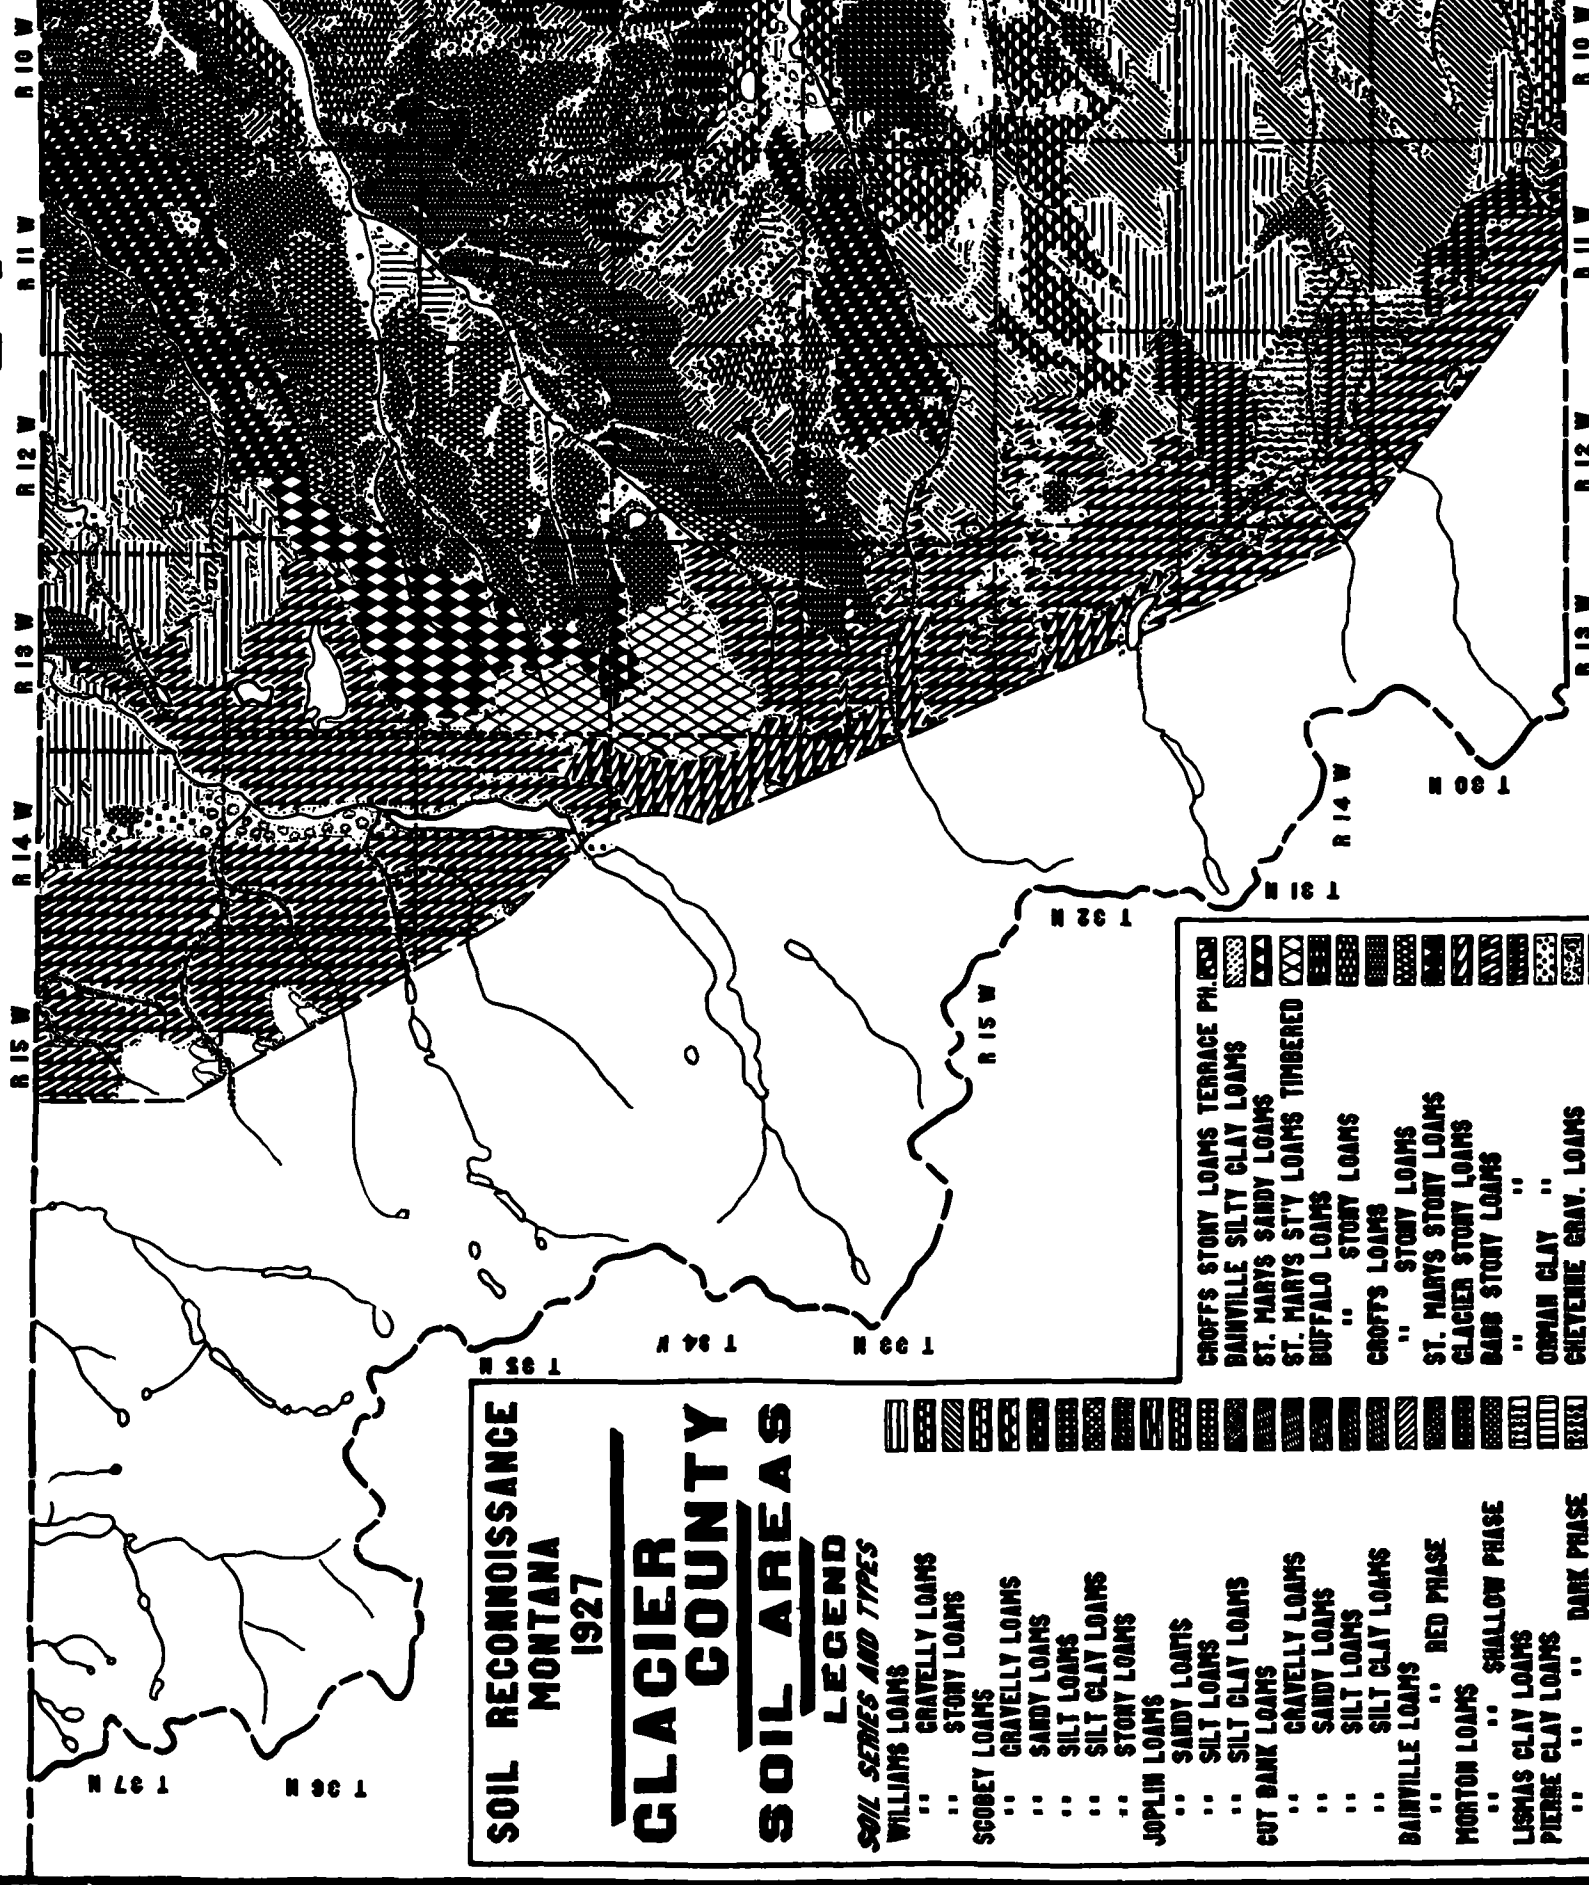 SOIL RECONNOISSANCE
MONTANA
1927
GLACIER
COUNTY
SOIL AREAS
LEGEND
SOIL SERIES AND TYPES
WILLIAMS LOAMS
" GRAVELLY LOAMS
" STONY LOAMS
SCOBEY LOAMS
" GRAVELLY LOAMS
" SANDY LOAMS
" SILT LOAMS
" SILT CLAY LOAMS
" STONY LOAMS
JOPLIN LOAMS
" SANDY LOAMS
" SILT LOAMS
" SILT CLAY LOAMS
CUT BANK LOAMS
" GRAVELLY LOAMS
" SANDY LOAMS
" SILT LOAMS
" SILT CLAY LOAMS
BAINVILLE LOAMS
" " RED PHASE
MORTON LOAMS
" " SHALLOW PHASE
LISMAS CLAY LOAMS
PIERRE CLAY LOAMS
" " " DARK PHASE
CROFFS STONY LOAMS TERRACE PH.
BAINVILLE SILTY CLAY LOAMS
ST. MARYS SANDY LOAMS
ST. MARYS ST'Y LOAMS TIMBERED
BUFFALO LOAMS
" STONY LOAMS
CROFFS LOAMS
" STONY LOAMS
ST. MARYS STONY LOAMS
GLACIER STONY LOAMS
BABB STONY LOAMS
" "
ORMAN CLAY "
CHEYENNE GRAV. LOAMS
R 15 W
R 14 W
R 13 W
R 12 W
R 11 W
R 10 W
T 37 N
T 36 N
T 35 N
T 34 N
T 33 N
R 15 W
T 32 N
T 31 N
R 14 W
T 30 N
R 13 W
R 12 W
R 11 W
R 10 W